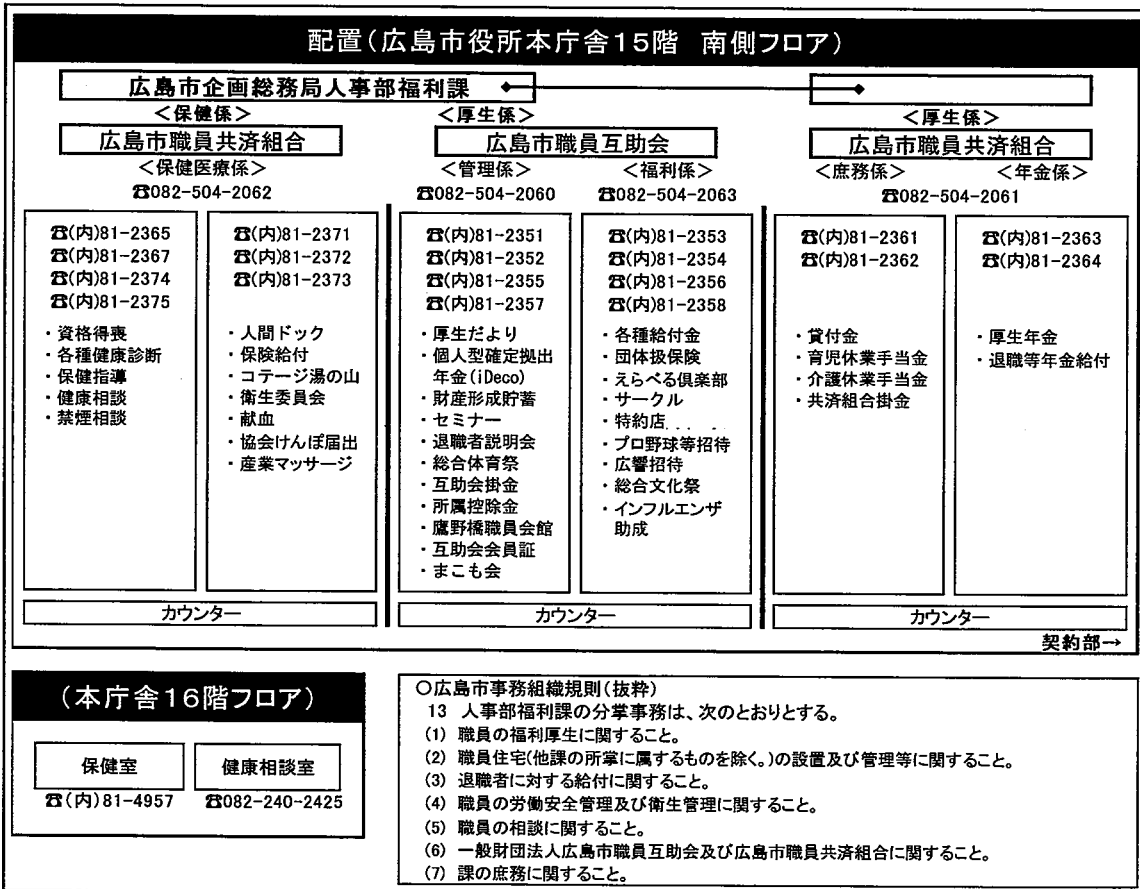 配置(広島市役所本庁舎15階 南側フロア)
広島市企画総務局人事部福利課
<保健係>
<厚生係>
<厚生係>
広島市職員共済組合
広島市職員互助会
広島市職員共済組合
<保健医療係>
<管理係>
<福利係>
<庶務係>
<年金係>
☎082-504-2062
☎082-504-2060
☎082-504-2063
☎082-504-2061
☎(内)81-2365
☎(内)81-2367
☎(内)81-2374
☎(内)81-2375
・資格得喪
・各種健康診断
・保健指導
・健康相談
・禁煙相談
☎(内)81-2371
☎(内)81-2372
☎(内)81-2373
・人間ドック
・保険給付
・コテージ湯の山
・衛生委員会
・献血
・協会けんぽ届出
・産業マッサージ
カウンター
☎(内)81-2351
☎(内)81-2352
☎(内)81-2355
☎(内)81-2357
・厚生だより
・個人型確定拠出
年金(iDeco)
・財産形成貯蓄
・セミナー
・退職者説明会
・総合体育祭
・互助会掛金
・所属控除金
・鷹野橋職員会館
・互助会会員証
・まこも会
☎(内)81-2353
☎(内)81-2354
☎(内)81-2356
☎(内)81-2358
・各種給付金
・団体扱保険
・えらべる倶楽部
・サークル
・特約店
・プロ野球等招待
・広響招待
・総合文化祭
・インフルエンザ
助成
カウンター
☎(内)81-2361
☎(内)81-2362
・貸付金
・育児休業手当金
・介護休業手当金
・共済組合掛金
☎(内)81-2363
☎(内)81-2364
・厚生年金
・退職等年金給付
カウンター
契約部→
(本庁舎16階フロア)
保健室
健康相談室
☎(内)81-4957
☎082-240-2425
○広島市事務組織規則(抜粋)
13 人事部福利課の分掌事務は、次のとおりとする。
(1) 職員の福利厚生に関すること。
(2) 職員住宅(他課の所掌に属するものを除く。)の設置及び管理等に関すること。
(3) 退職者に対する給付に関すること。
(4) 職員の労働安全管理及び衛生管理に関すること。
(5) 職員の相談に関すること。
(6) 一般財団法人広島市職員互助会及び広島市職員共済組合に関すること。
(7) 課の庶務に関すること。